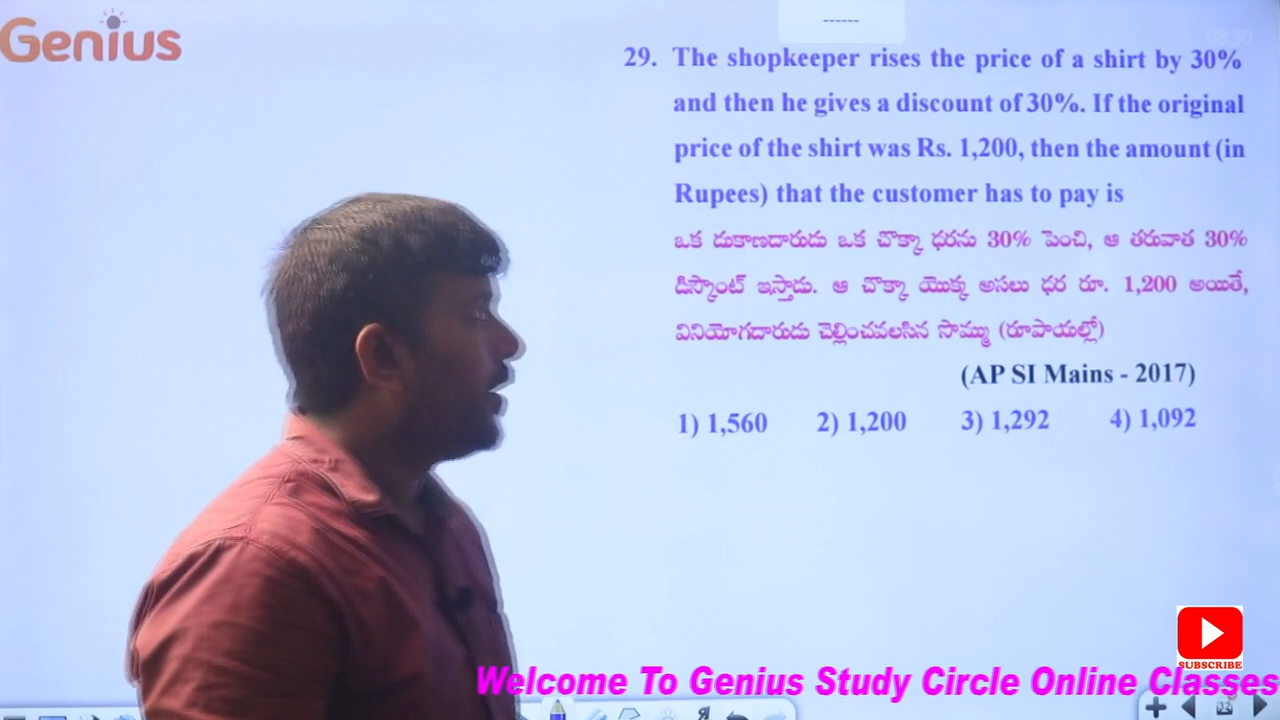 Genius
------
08:30
29. The shopkeeper rises the price of a shirt by 30%
and then he gives a discount of 30%. If the original
price of the shirt was Rs. 1,200, then the amount (in
Rupees) that the customer has to pay is
ఒక దుకాణదారుడు ఒక చొక్కా ధరను 30% పెంచి, ఆ తరువాత 30%
డిస్కౌంట్ ఇస్తాడు. ఆ చొక్కా యొక్క అసలు ధర రూ. 1,200 అయితే,
వినియోగదారుడు చెల్లించవలసిన సొమ్ము (రూపాయల్లో)
(AP SI Mains - 2017)
1) 1,560 2) 1,200 3) 1,292 4) 1,092
SUBSCRIBE
Welcome To Genius Study Circle Online Classes